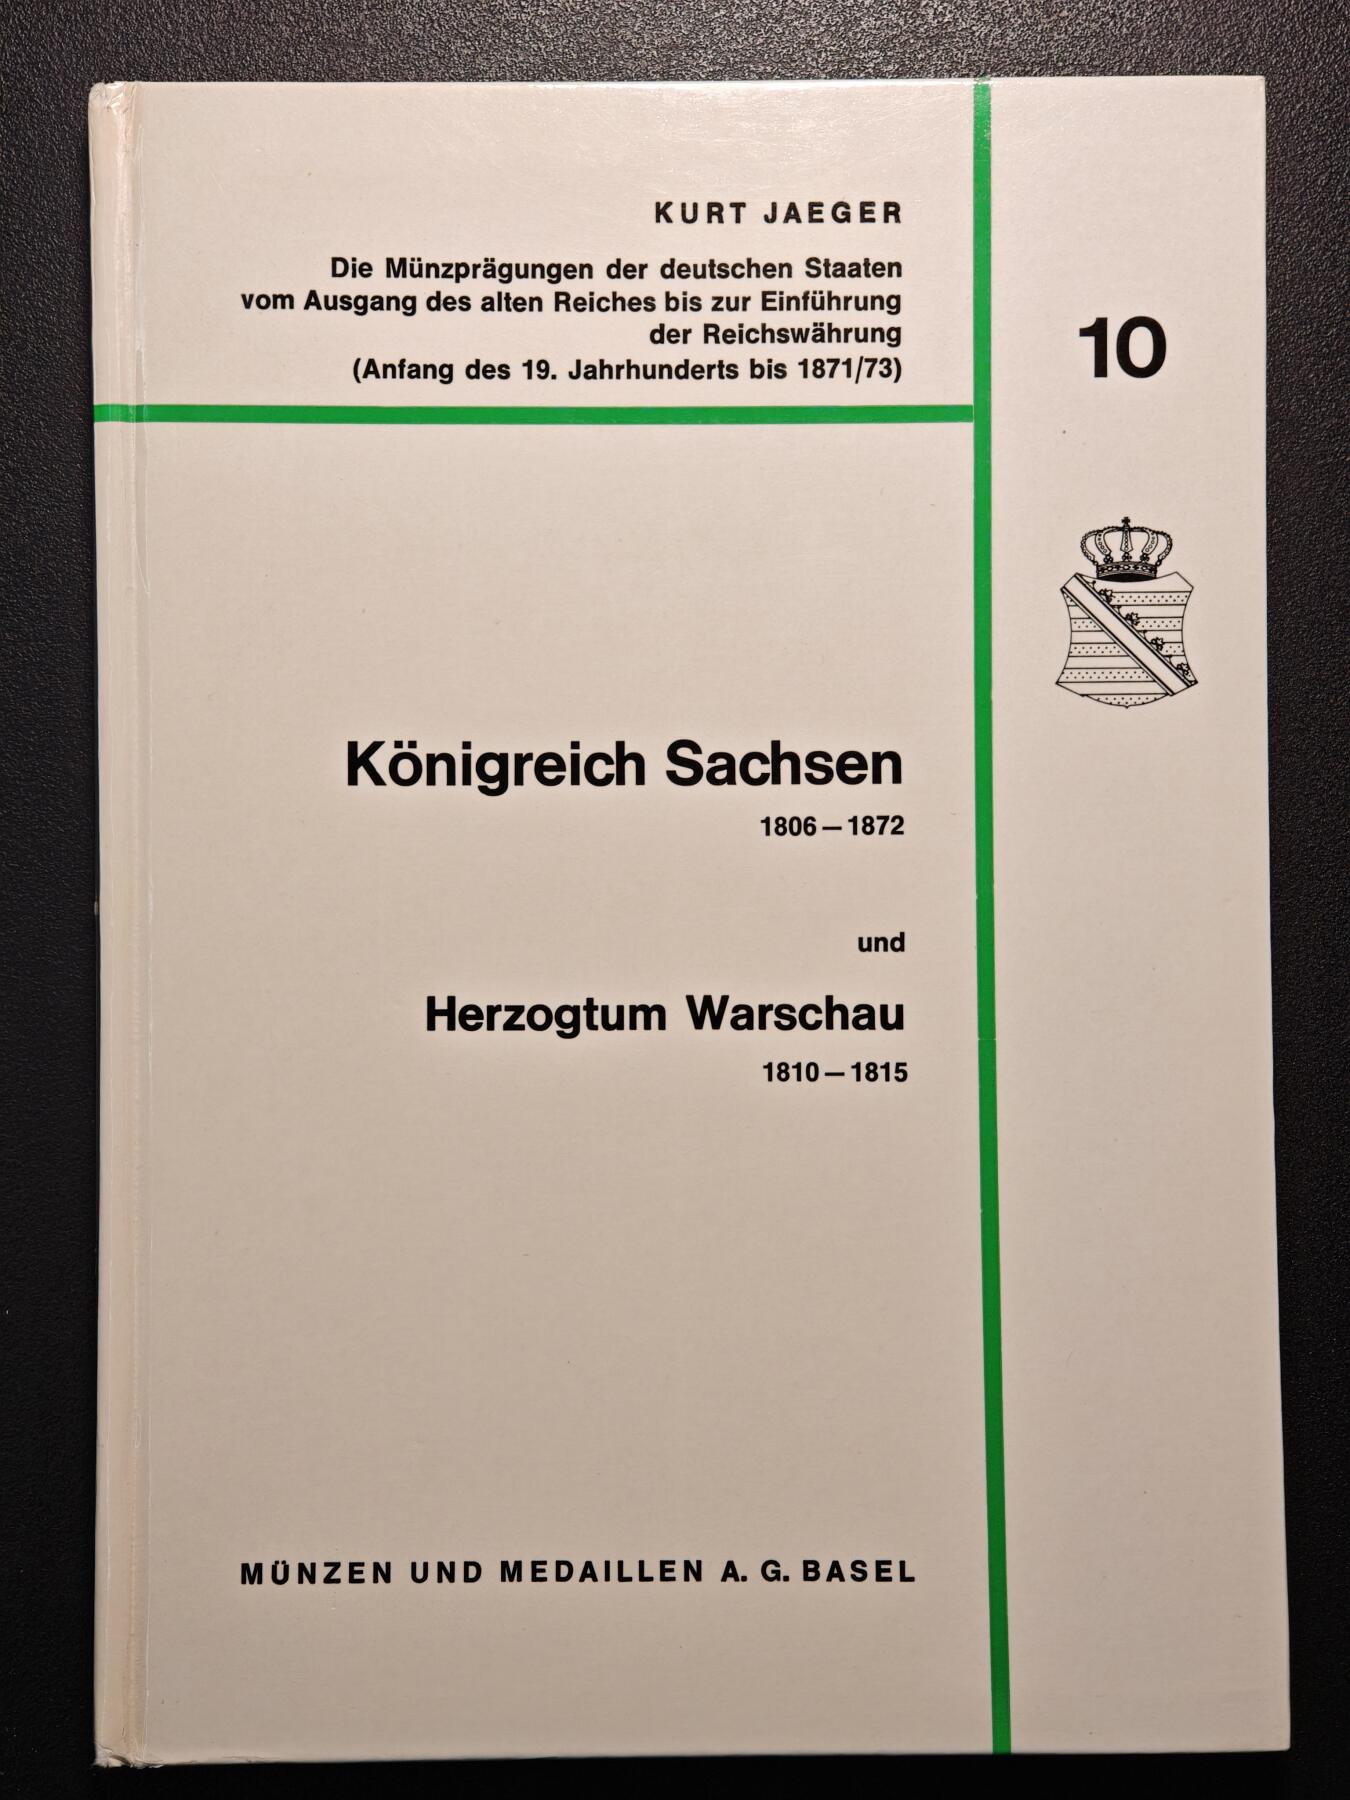 KURT JAEGER
Die Münzprägungen der deutschen Staaten
vom Ausgang des alten Reiches bis zur Einführung
der Reichswährung
(Anfang des 19. Jahrhunderts bis 1871/73)
10
Königreich Sachsen
1806 — 1872
und
Herzogtum Warschau
1810 — 1815
MÜNZEN UND MEDAILLEN A. G. BASEL